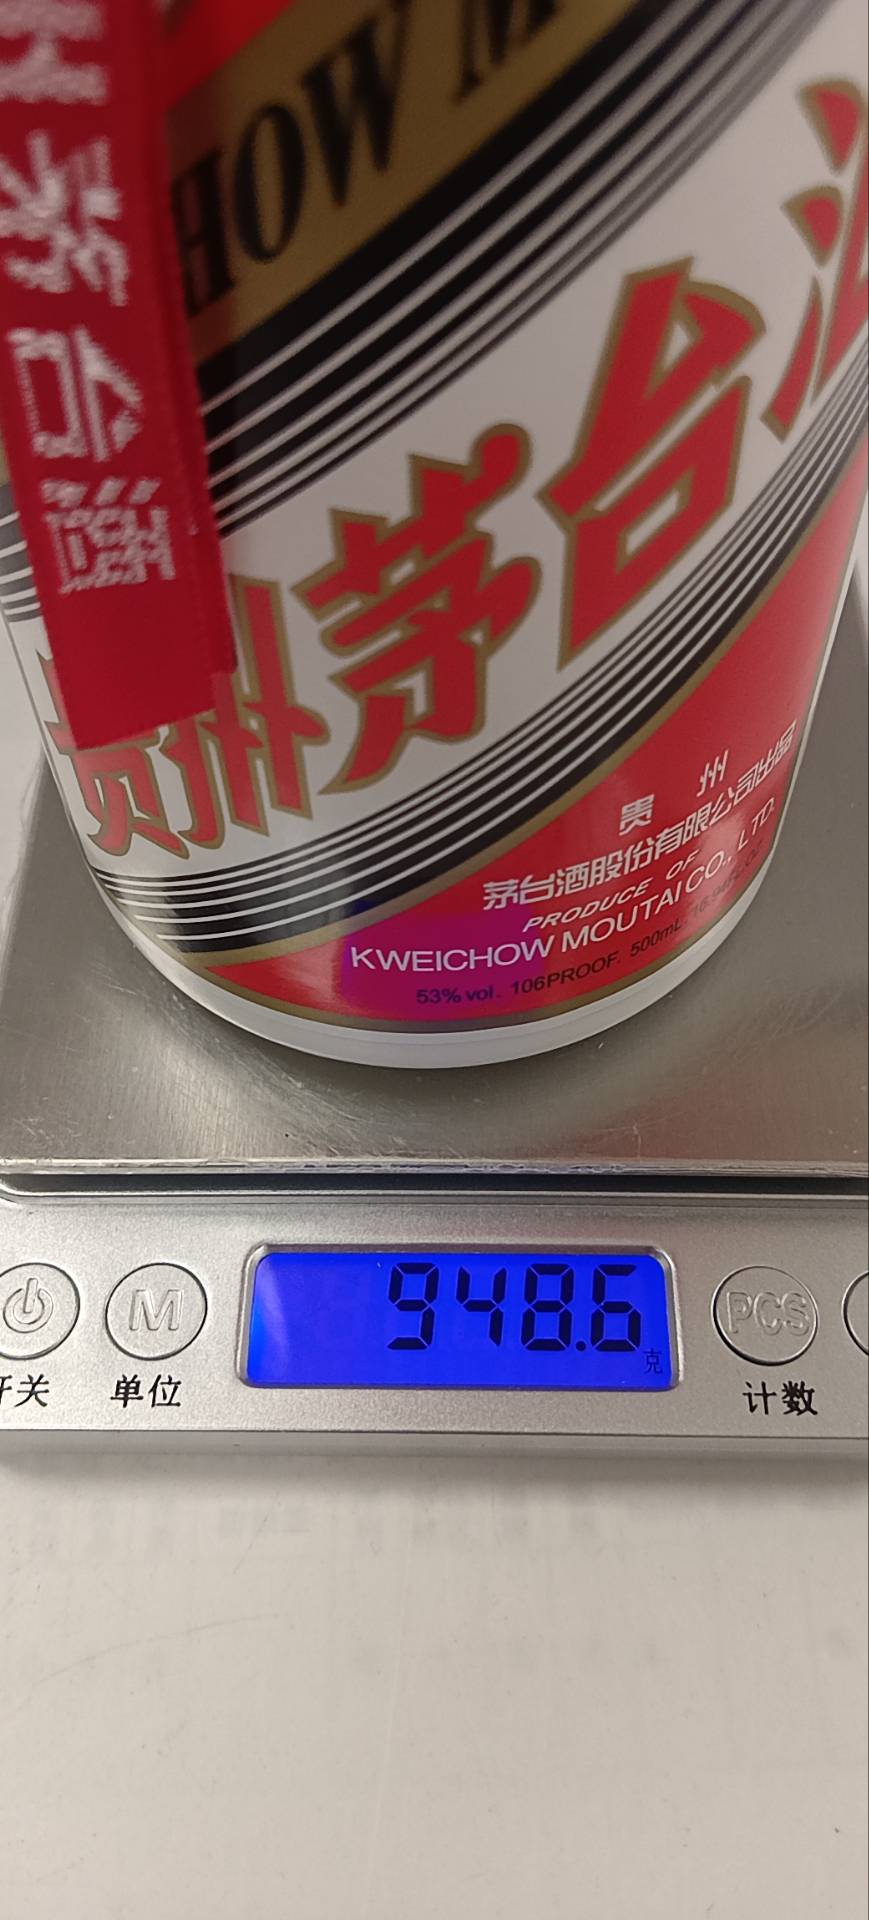 HOW M
贵州茅台酒
贵 州
茅台酒股份有限公司出品
PRODUCE OF
KWEICHOW MOUTAI CO., LTD.
53% vol. 106PROOF. 500mL
948.6
克
M
PCS
开关
单位
计数